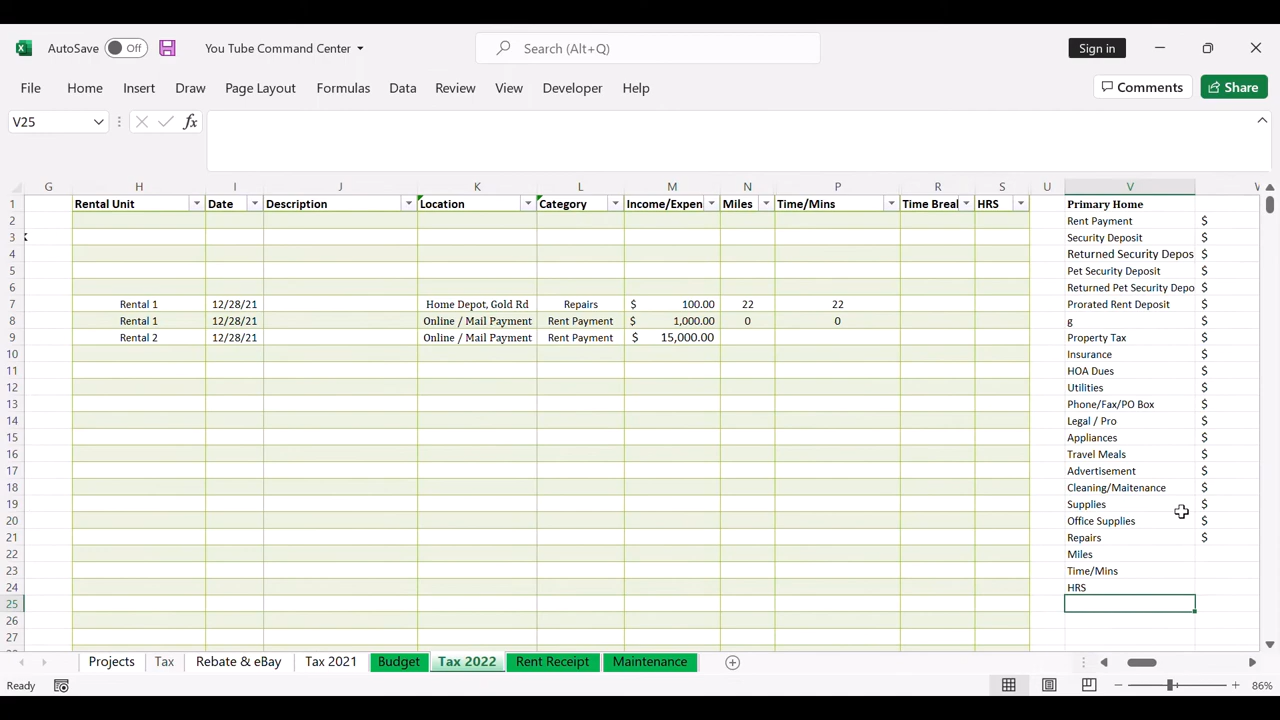 AutoSave Off You Tube Command Center Search (Alt+Q) Sign in
File Home Insert Draw Page Layout Formulas Data Review View Developer Help Comments Share
V25 fx
G H I J K L M N P R S U V
1 Rental Unit Date Description Location Category Income/Expen Miles Time/Mins Time Breal HRS Primary Home
2 Rent Payment $
3 Security Deposit $
4 Returned Security Depos $
5 Pet Security Deposit $
6 Returned Pet Security Depo $
7 Rental 1 12/28/21 Home Depot, Gold Rd Repairs $ 100.00 22 22 Prorated Rent Deposit $
8 Rental 1 12/28/21 Online / Mail Payment Rent Payment $ 1,000.00 0 0 g $
9 Rental 2 12/28/21 Online / Mail Payment Rent Payment $ 15,000.00 Property Tax $
10 Insurance $
11 HOA Dues $
12 Utilities $
13 Phone/Fax/PO Box $
14 Legal / Pro $
15 Appliances $
16 Travel Meals $
17 Advertisement $
18 Cleaning/Maitenance $
19 Supplies $
20 Office Supplies $
21 Repairs $
22 Miles
23 Time/Mins
24 HRS
25
26
27
Projects Tax Rebate & eBay Tax 2021 Budget Tax 2022 Rent Receipt Maintenance
Ready 86%